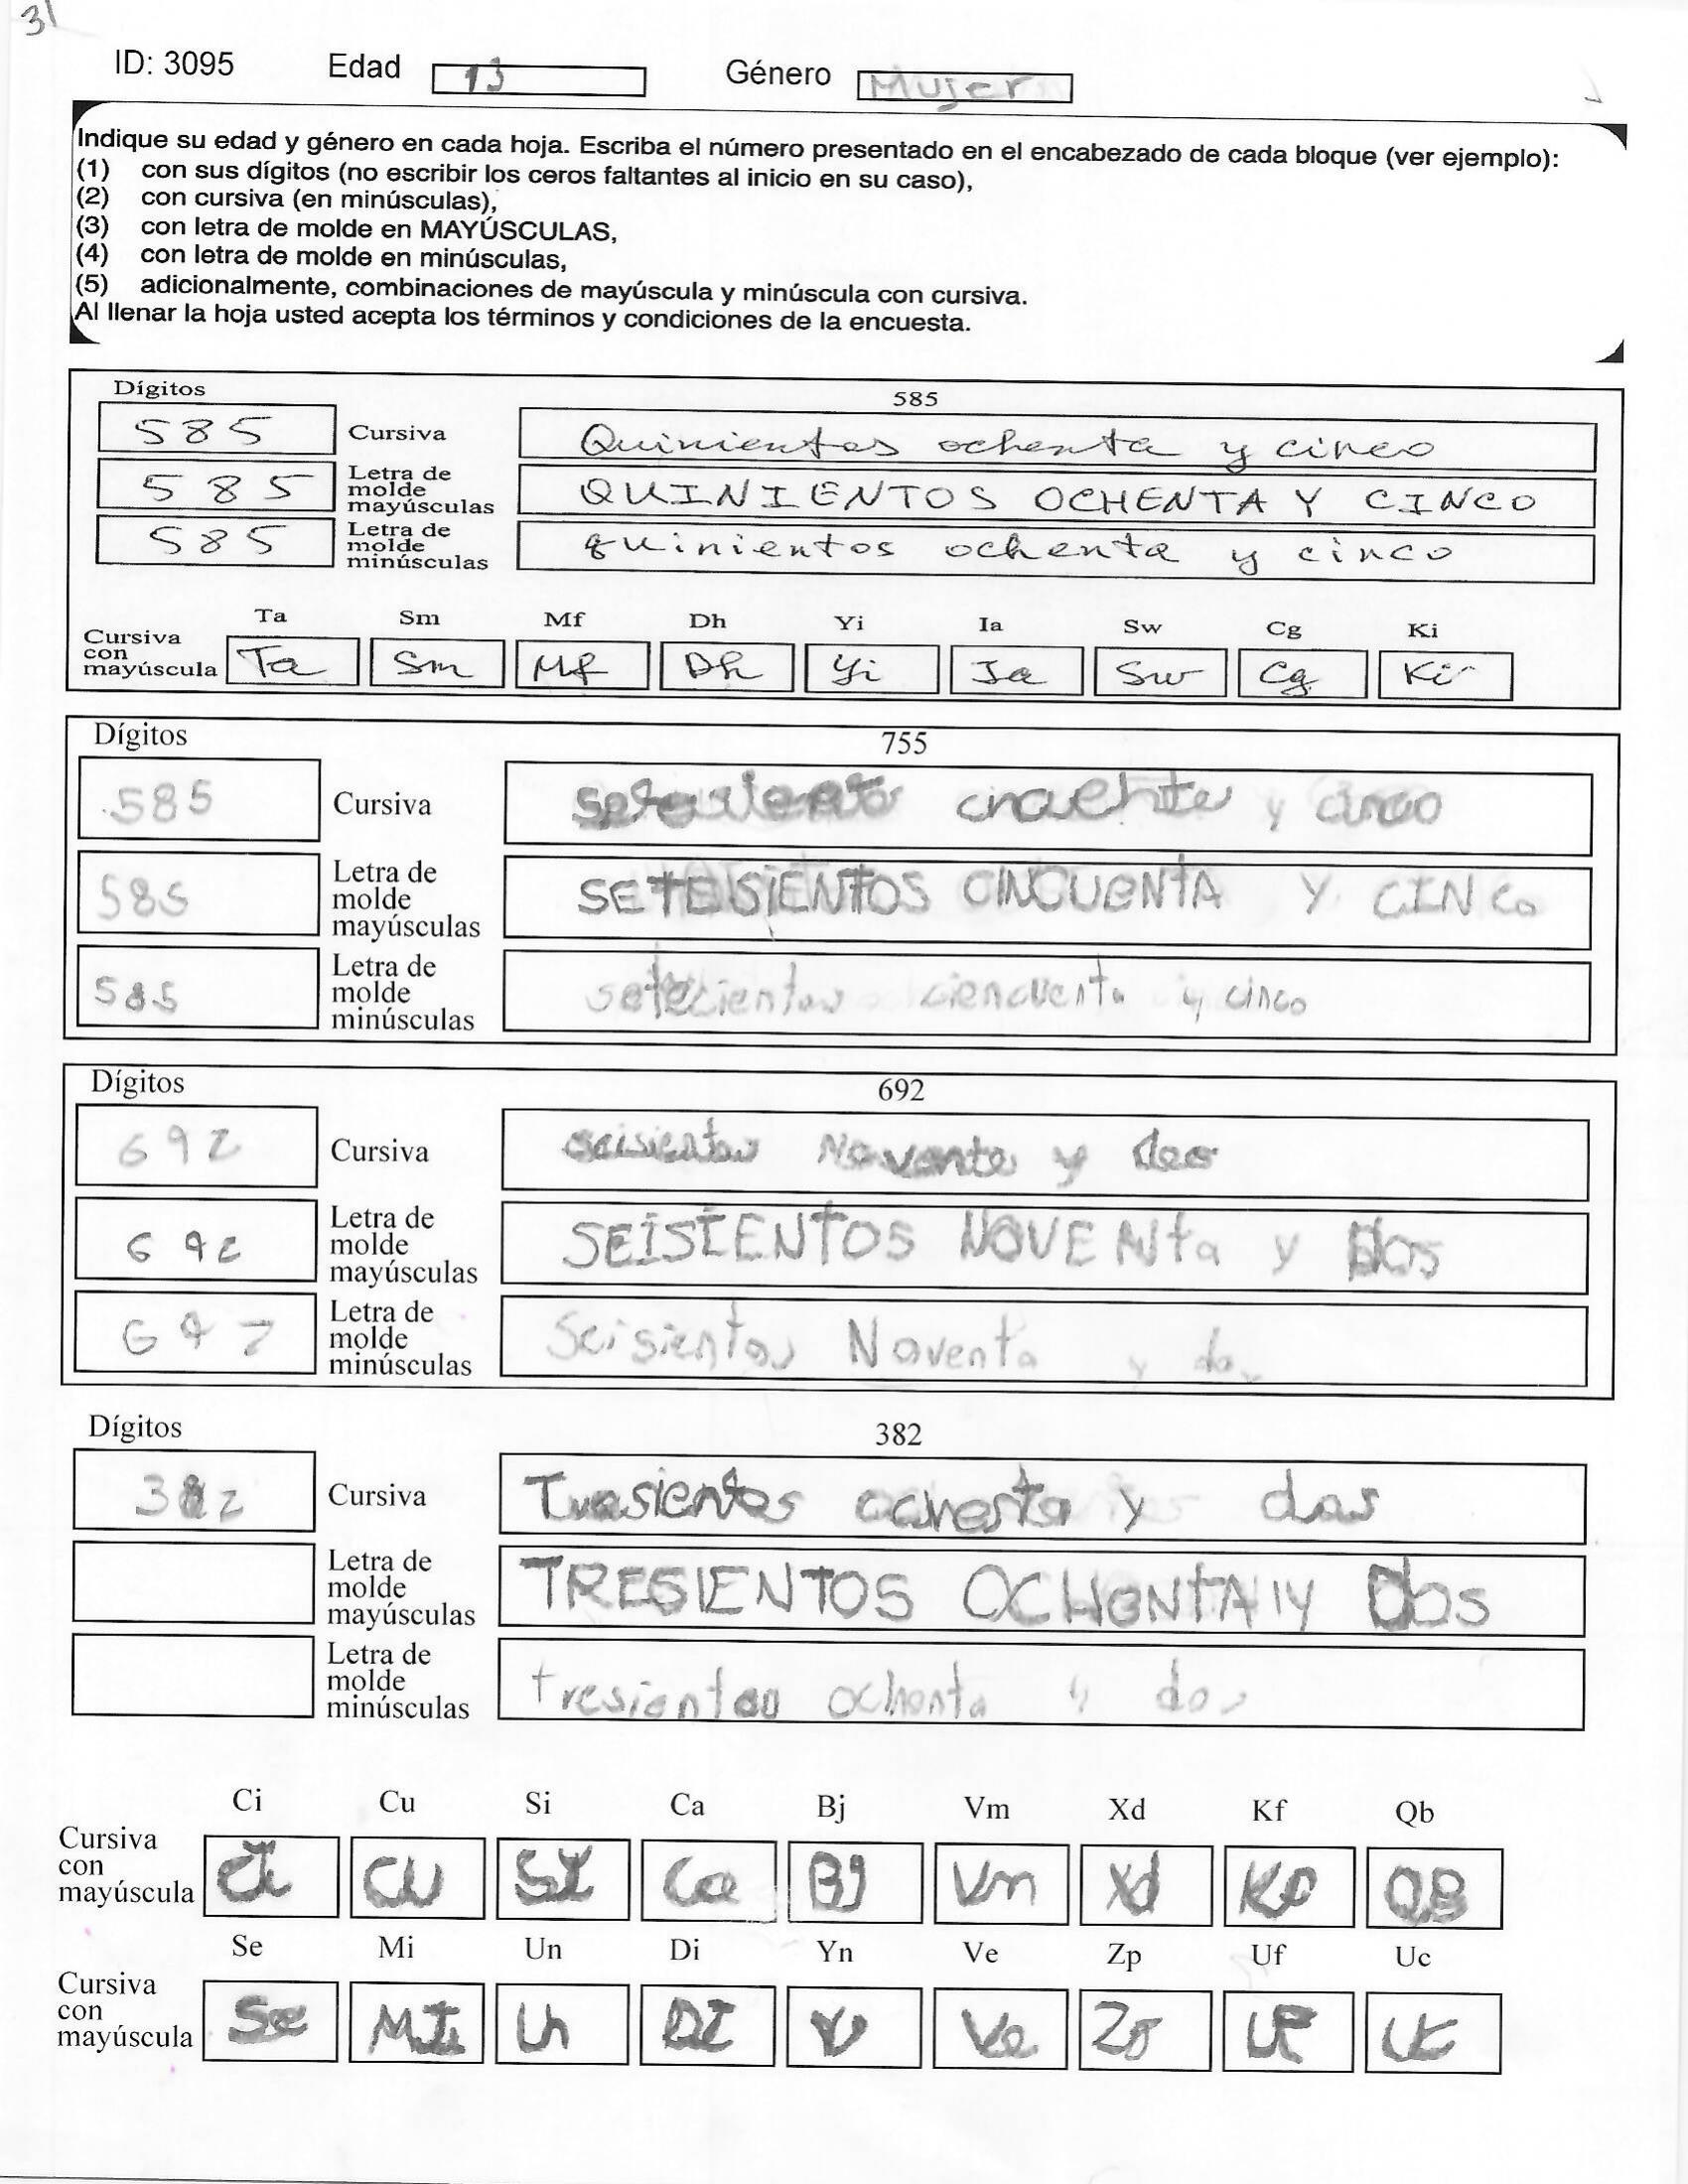 31
ID: 3095 Edad 13 Género Mujer
Indique su edad y género en cada hoja. Escriba el número presentado en el encabezado de cada bloque (ver ejemplo):
(1) con sus dígitos (no escribir los ceros faltantes al inicio en su caso),
(2) con cursiva (en minúsculas),
(3) con letra de molde en MAYÚSCULAS,
(4) con letra de molde en minúsculas,
(5) adicionalmente, combinaciones de mayúscula y minúscula con cursiva.
Al llenar la hoja usted acepta los términos y condiciones de la encuesta.
Dígitos 585
585 Cursiva Quinientos ochenta y cinco
585 Letra de molde mayúsculas QUINIENTOS OCHENTA Y CINCO
585 Letra de molde minúsculas quinientos ochenta y cinco
Ta Sm Mf Dh Yi Ia Sw Cg Ki
Cursiva con mayúscula Ta Sm Mf Dh Yi Ia Sw Cg Ki
Dígitos 755
585 Cursiva y cinco
585 Letra de molde mayúsculas SETESIENTOS CINCUENTA Y CINCo
585 Letra de molde minúsculas setecientos ciencuenta y cinco
Dígitos 692
692 Cursiva seisientos Noventa y dos
692 Letra de molde mayúsculas SEISIENtOS NOVENta y DOS
692 Letra de molde minúsculas Seisientos Noventa y dos
Dígitos 382
382 Cursiva Tresientos ochenta y dos
Letra de molde mayúsculas TRESIENTOS OCHENTA Y DOS
Letra de molde minúsculas tresientos ochenta y dos
Ci Cu Si Ca Bj Vm Xd Kf Qb
Cursiva con mayúscula Ci CU SI Ca BJ Vm Xd Kf QB
Se Mi Un Di Yn Ve Zp Uf Uc
Cursiva con mayúscula Se MI Un DI Ve Zp UF Uc